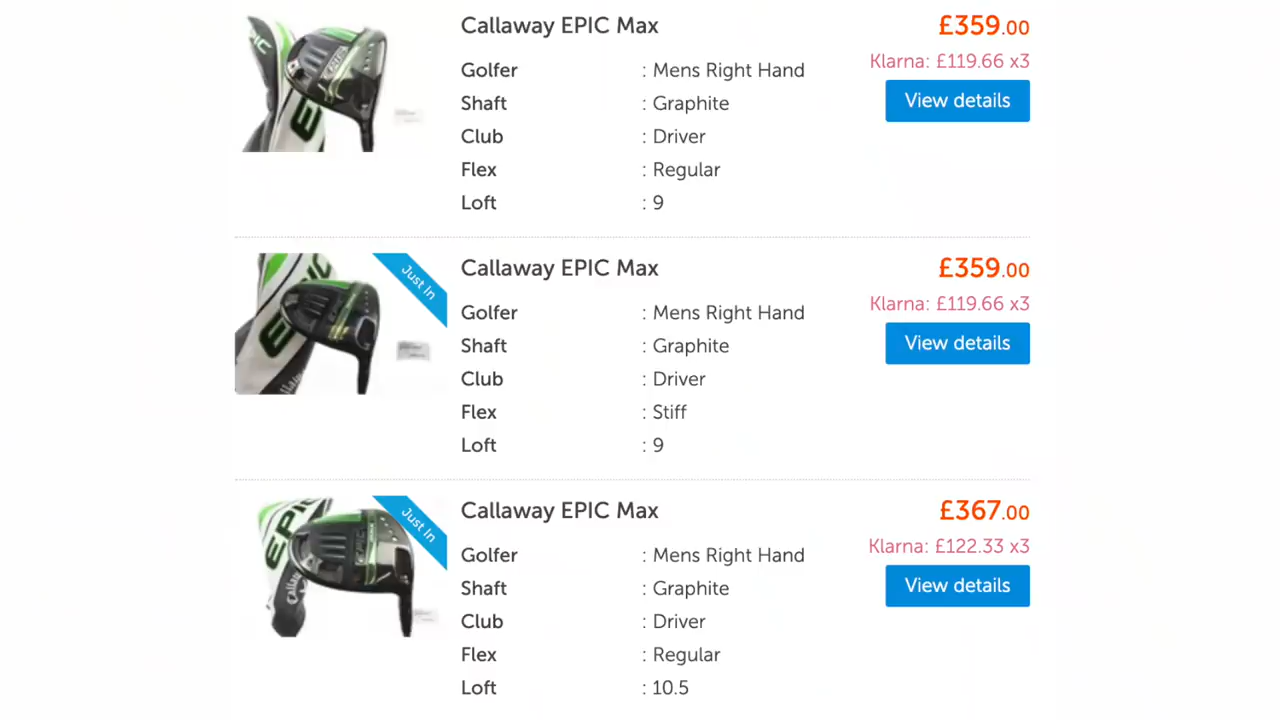 Callaway EPIC Max
£359.00
Golfer : Mens Right Hand
Klarna: £119.66 x3
Shaft : Graphite
View details
Club : Driver
Flex : Regular
Loft : 9
EPIC
E
Just In
Callaway EPIC Max
£359.00
Golfer : Mens Right Hand
Klarna: £119.66 x3
Shaft : Graphite
View details
Club : Driver
Flex : Stiff
Loft : 9
EPIC
Just In
Callaway EPIC Max
£367.00
Golfer : Mens Right Hand
Klarna: £122.33 x3
Shaft : Graphite
View details
Club : Driver
Flex : Regular
Loft : 10.5
EPIC